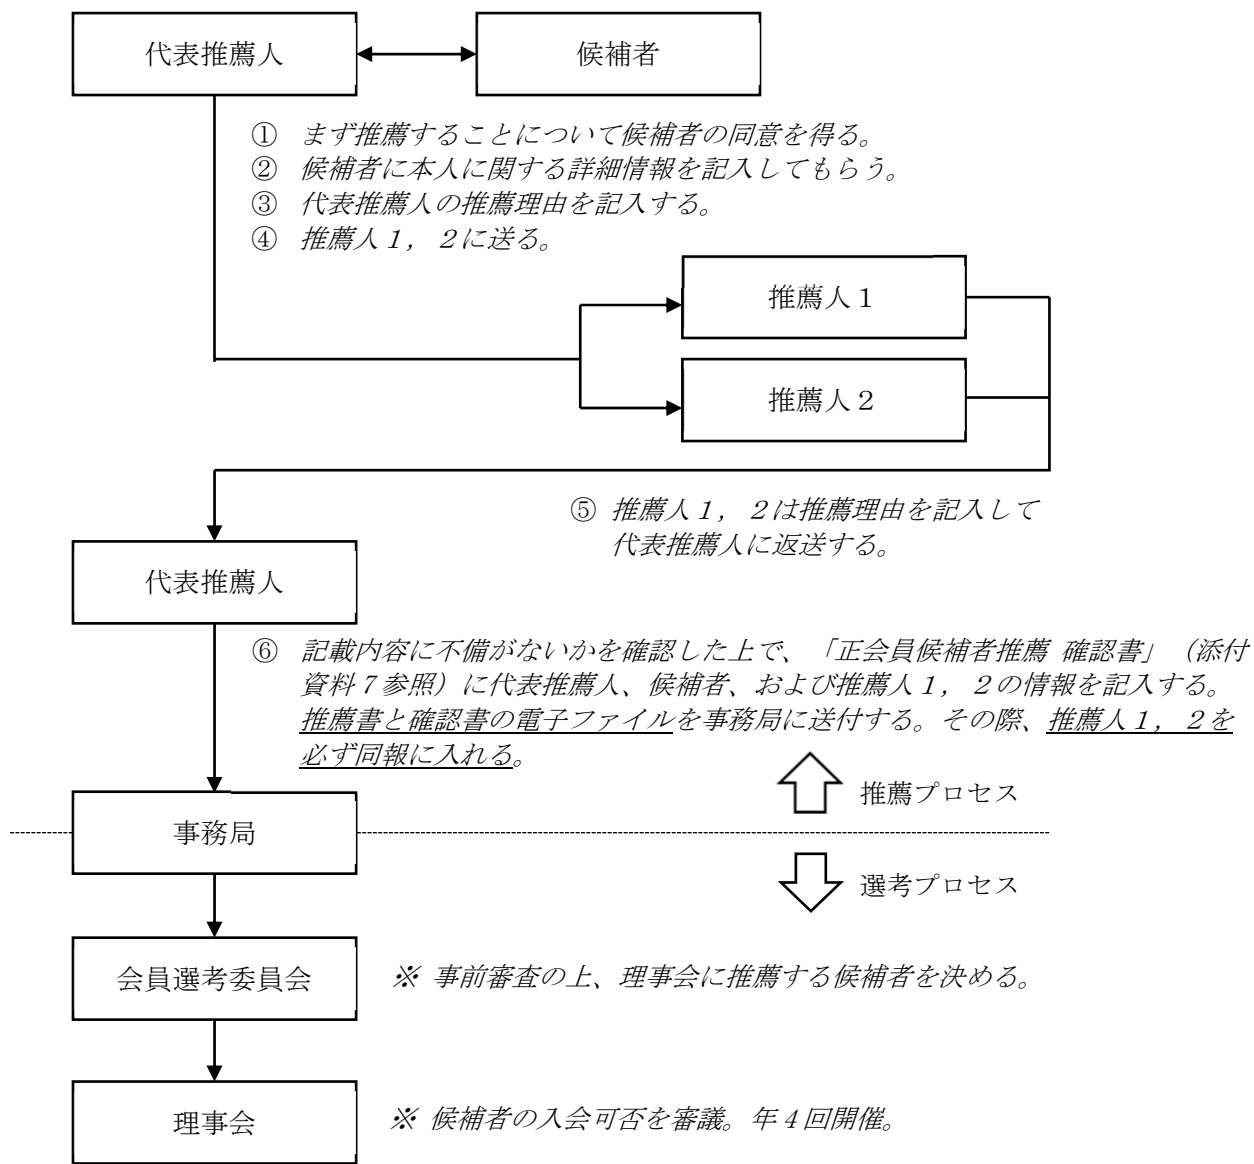 代表推薦人
候補者
① まず推薦することについて候補者の同意を得る。
② 候補者に本人に関する詳細情報を記入してもらう。
③ 代表推薦人の推薦理由を記入する。
④ 推薦人１，２に送る。
推薦人１
推薦人２
⑤ 推薦人１，２は推薦理由を記入して
代表推薦人に返送する。
代表推薦人
⑥ 記載内容に不備がないかを確認した上で、「正会員候補者推薦 確認書」（添付
資料７参照）に代表推薦人、候補者、および推薦人１，２の情報を記入する。
推薦書と確認書の電子ファイルを事務局に送付する。その際、推薦人１，２を
必ず同報に入れる。
推薦プロセス
事務局
選考プロセス
会員選考委員会
※ 事前審査の上、理事会に推薦する候補者を決める。
理事会
※ 候補者の入会可否を審議。年４回開催。